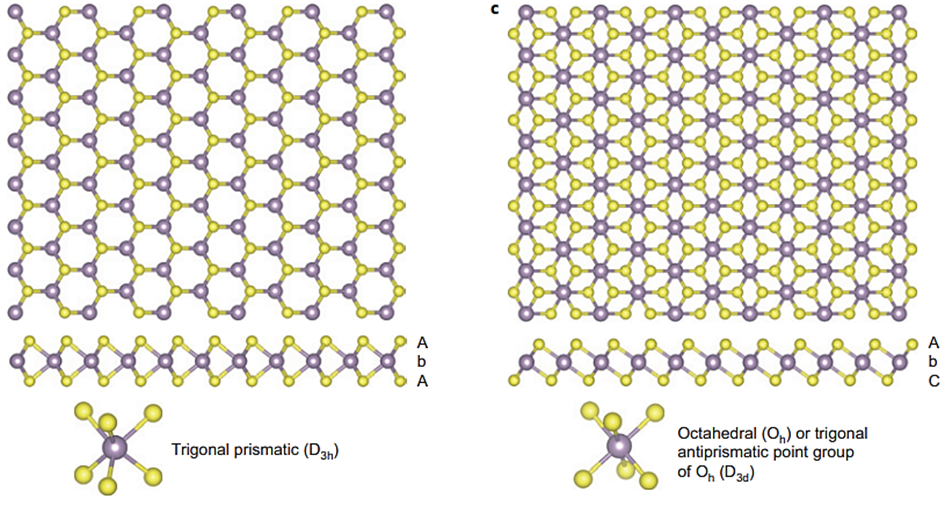 c
A
b
A
A
b
C
Trigonal prismatic (D3h)
Octahedral (Oh) or trigonal
antiprismatic point group
of Oh (D3d)